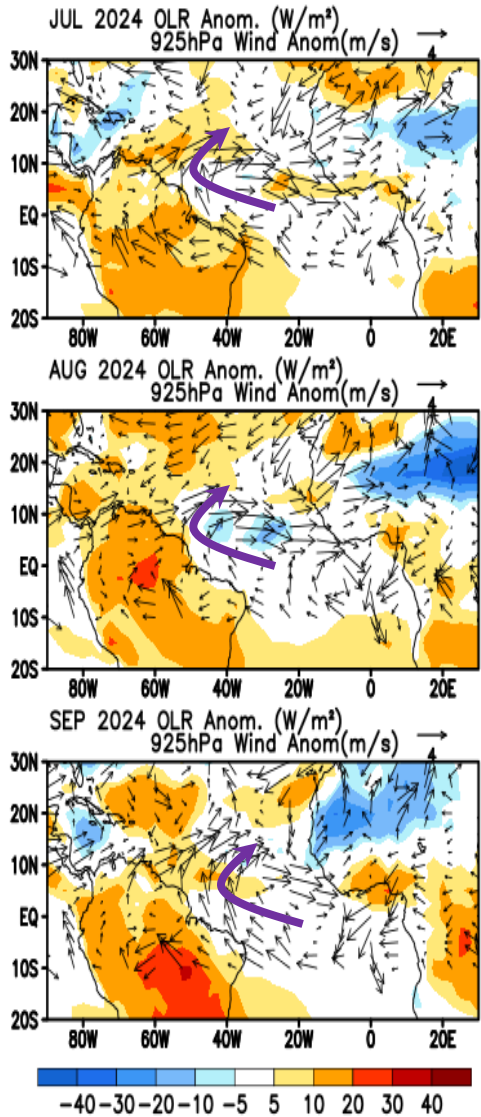 JUL 2024 OLR Anom. (W/m²)
925hPa Wind Anom(m/s)
4
30N
20N
10N
EQ
10S
20S
80W 60W 40W 20W 0 20E
AUG 2024 OLR Anom. (W/m²)
925hPa Wind Anom(m/s)
4
30N
20N
10N
EQ
10S
20S
80W 60W 40W 20W 0 20E
SEP 2024 OLR Anom. (W/m²)
925hPa Wind Anom(m/s)
4
30N
20N
10N
EQ
10S
20S
80W 60W 40W 20W 0 20E
-40 -30 -20 -10 -5 5 10 20 30 40